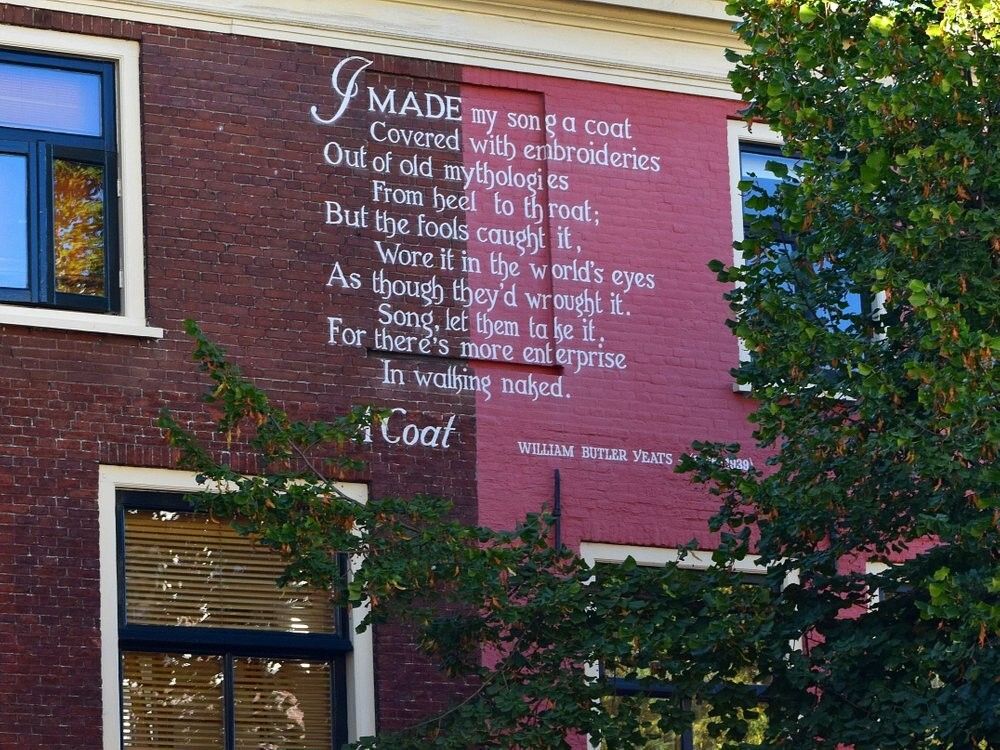 I MADE my song a coat
Covered with embroideries
Out of old mythologies
From heel to throat;
But the fools caught it,
Wore it in the world's eyes
As though they'd wrought it.
Song, let them take it.
For there's more enterprise
In walking naked.
A Coat
WILLIAM BUTLER YEATS 1939)